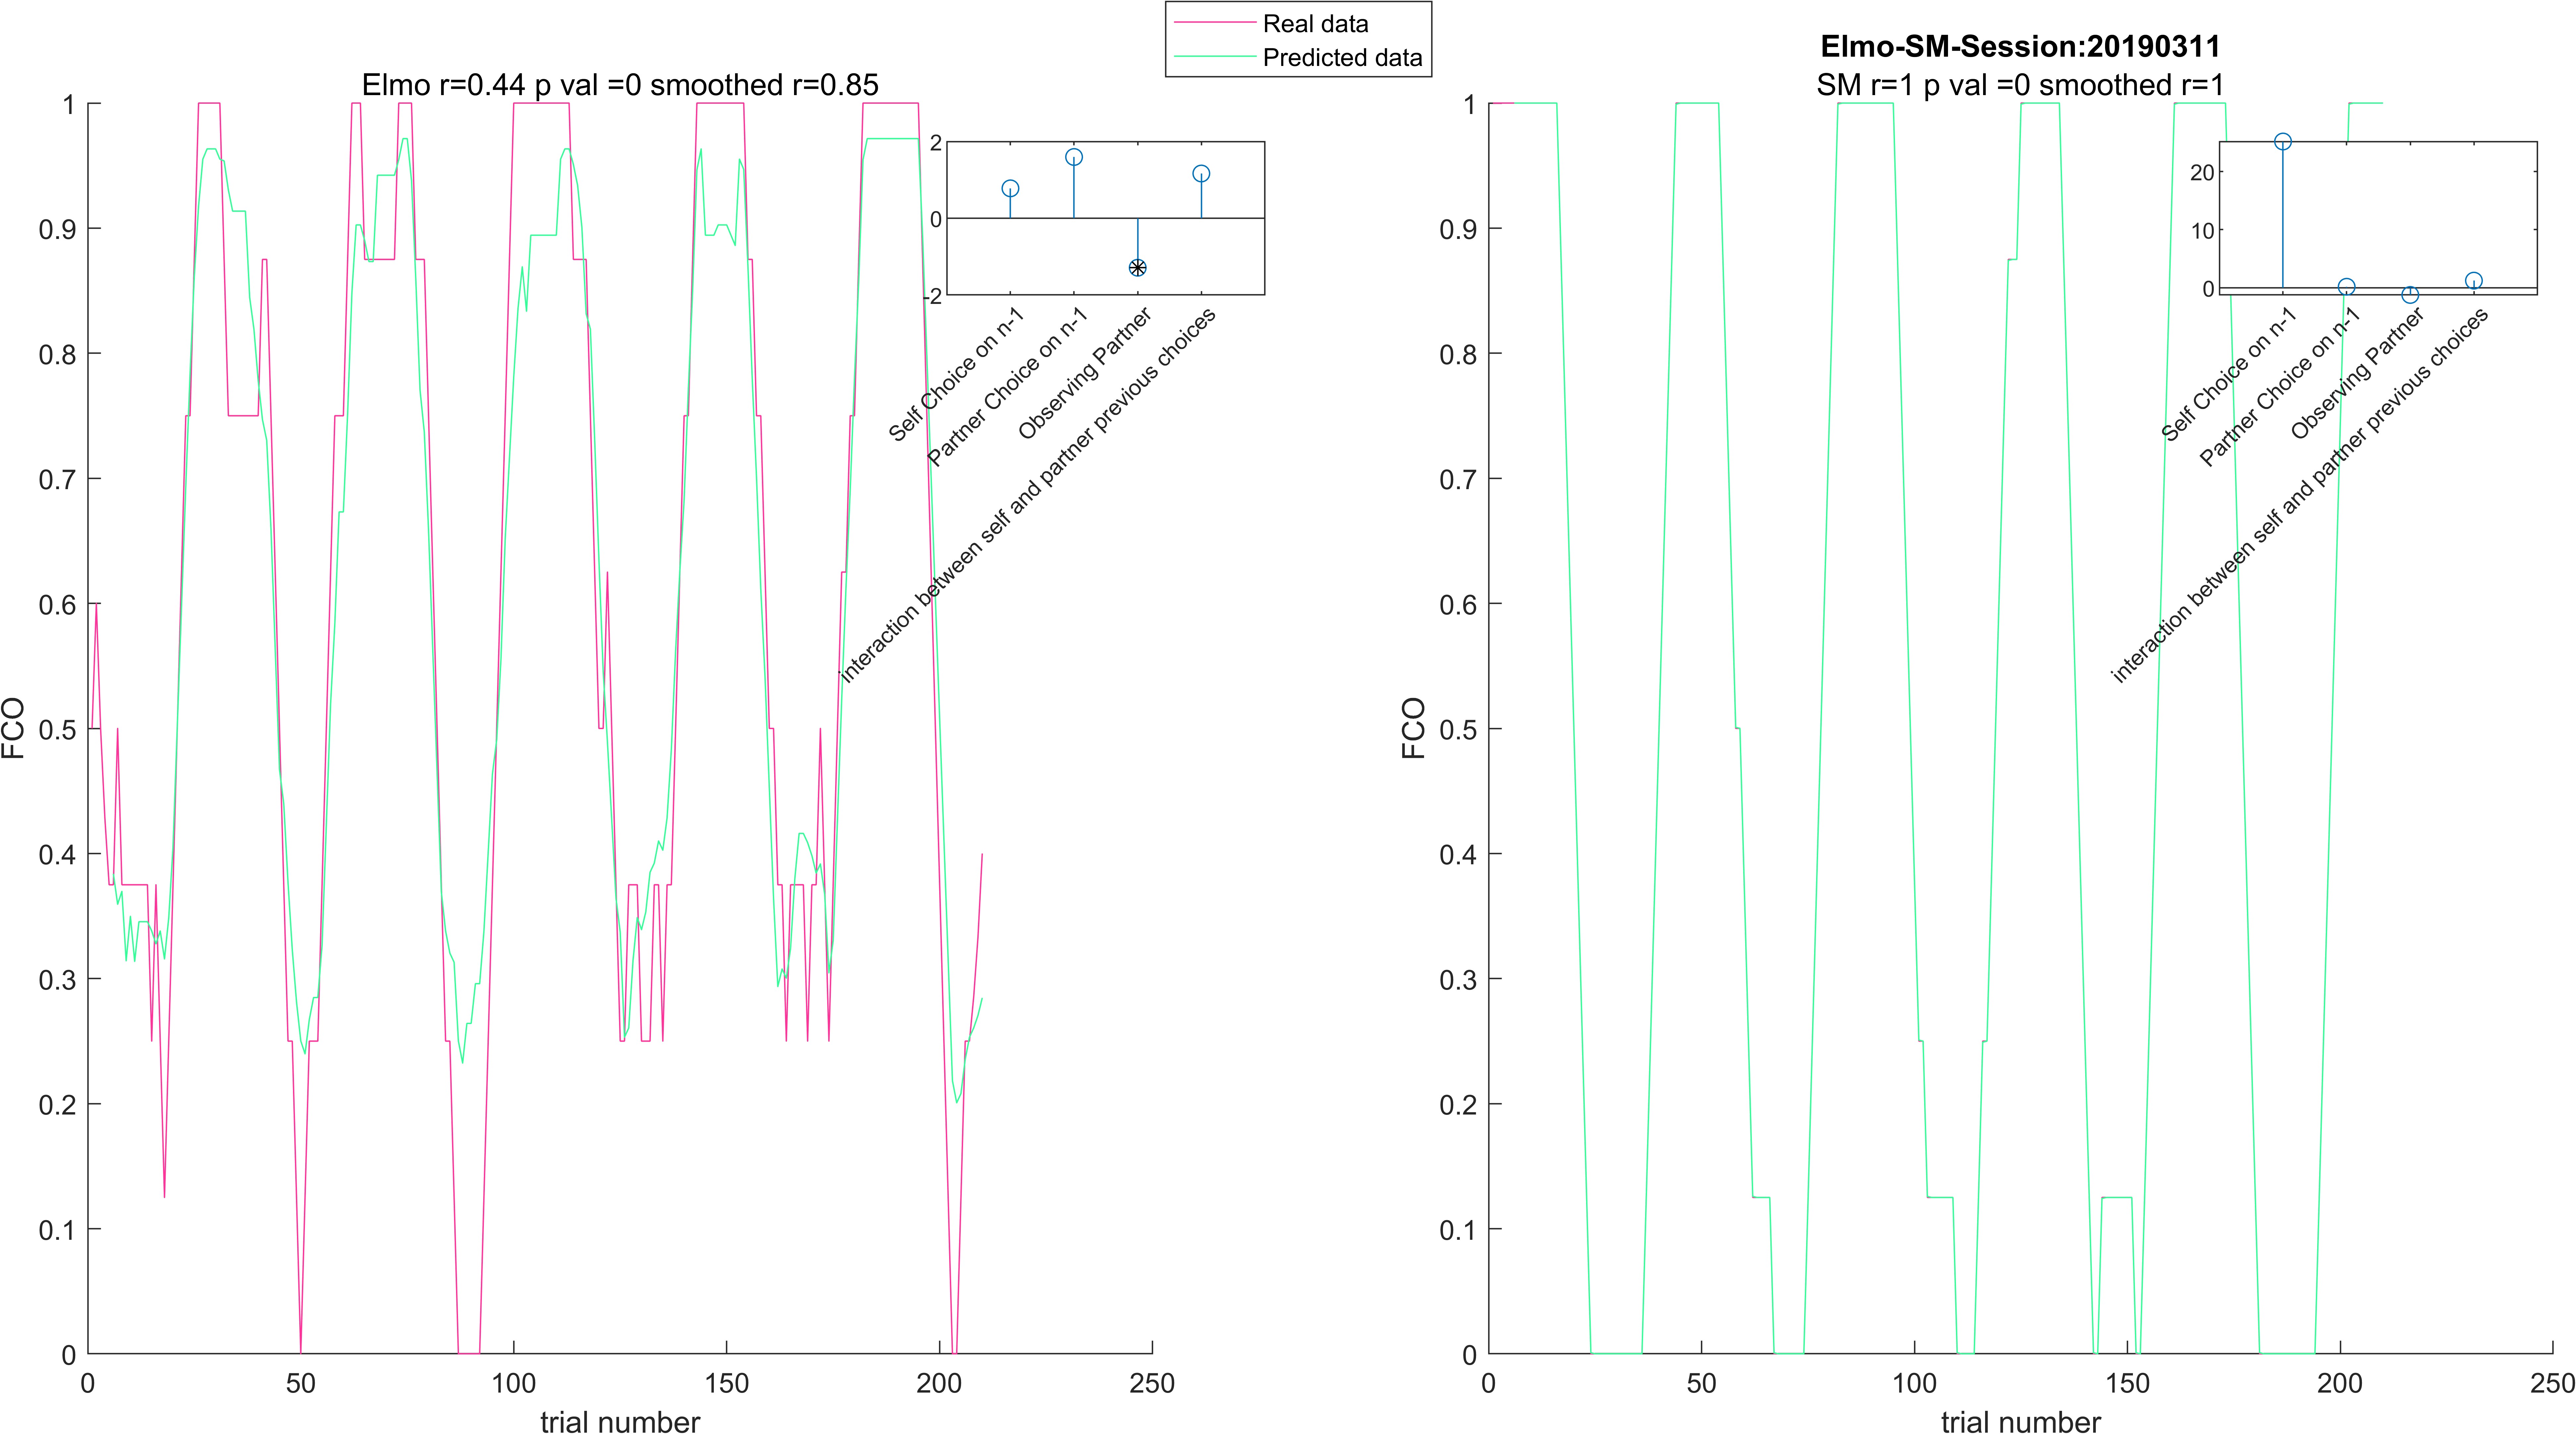 Real data
Predicted data
Elmo r=0.44 p val =0 smoothed r=0.85
1
0.9
0.8
0.7
0.6
0.5
0.4
0.3
0.2
0.1
0
FCO
0
50
100
150
200
250
trial number
2
0
-2
Self Choice on n-1
Partner Choice on n-1
Observing Partner
interaction between self and partner previous choices
Elmo-SM-Session:20190311
SM r=1 p val =0 smoothed r=1
1
0.9
0.8
0.7
0.6
0.5
0.4
0.3
0.2
0.1
0
FCO
0
50
100
150
200
250
trial number
20
10
0
Self Choice on n-1
Partner Choice on n-1
Observing Partner
interaction between self and partner previous choices